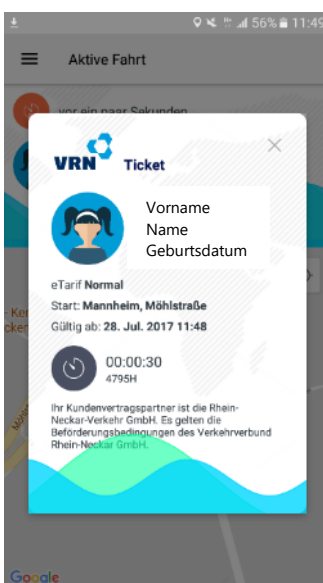 56% 11:49
Aktive Fahrt
vor ein paar Sekunden
VRN Ticket
Vorname
Name
Geburtsdatum
eTarif Normal
Start: Mannheim, Möhlstraße
Gültig ab: 28. Jul. 2017 11:48
00:00:30
4795H
Ihr Kundenvertragspartner ist die Rhein-
Neckar-Verkehr GmbH. Es gelten die
Beförderungsbedingungen des Verkehrverbund
Rhein-Neckar GmbH.
Google